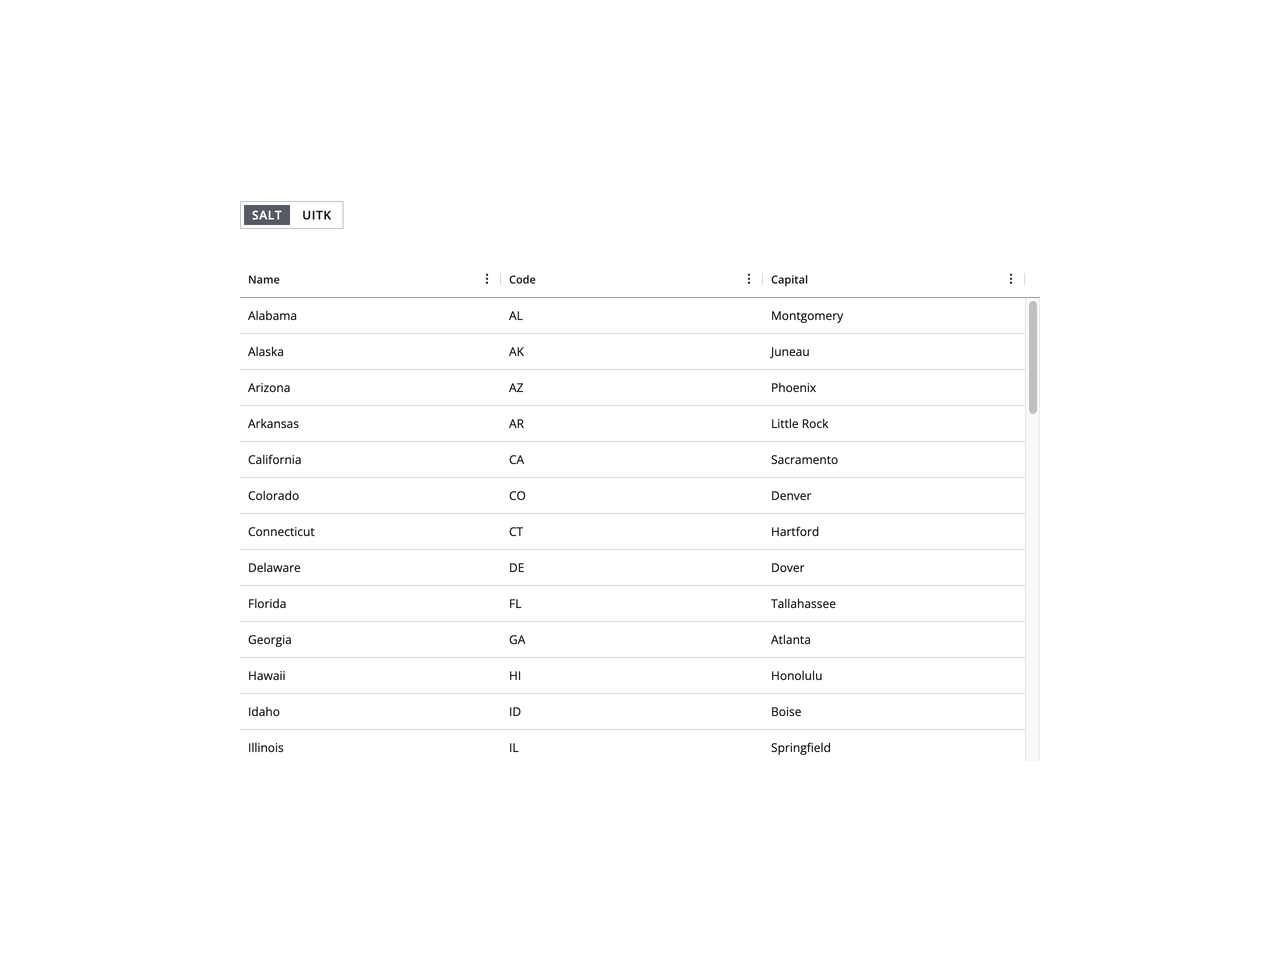 SALT UITK
Name Code Capital
Alabama AL Montgomery
Alaska AK Juneau
Arizona AZ Phoenix
Arkansas AR Little Rock
California CA Sacramento
Colorado CO Denver
Connecticut CT Hartford
Delaware DE Dover
Florida FL Tallahassee
Georgia GA Atlanta
Hawaii HI Honolulu
Idaho ID Boise
Illinois IL Springfield